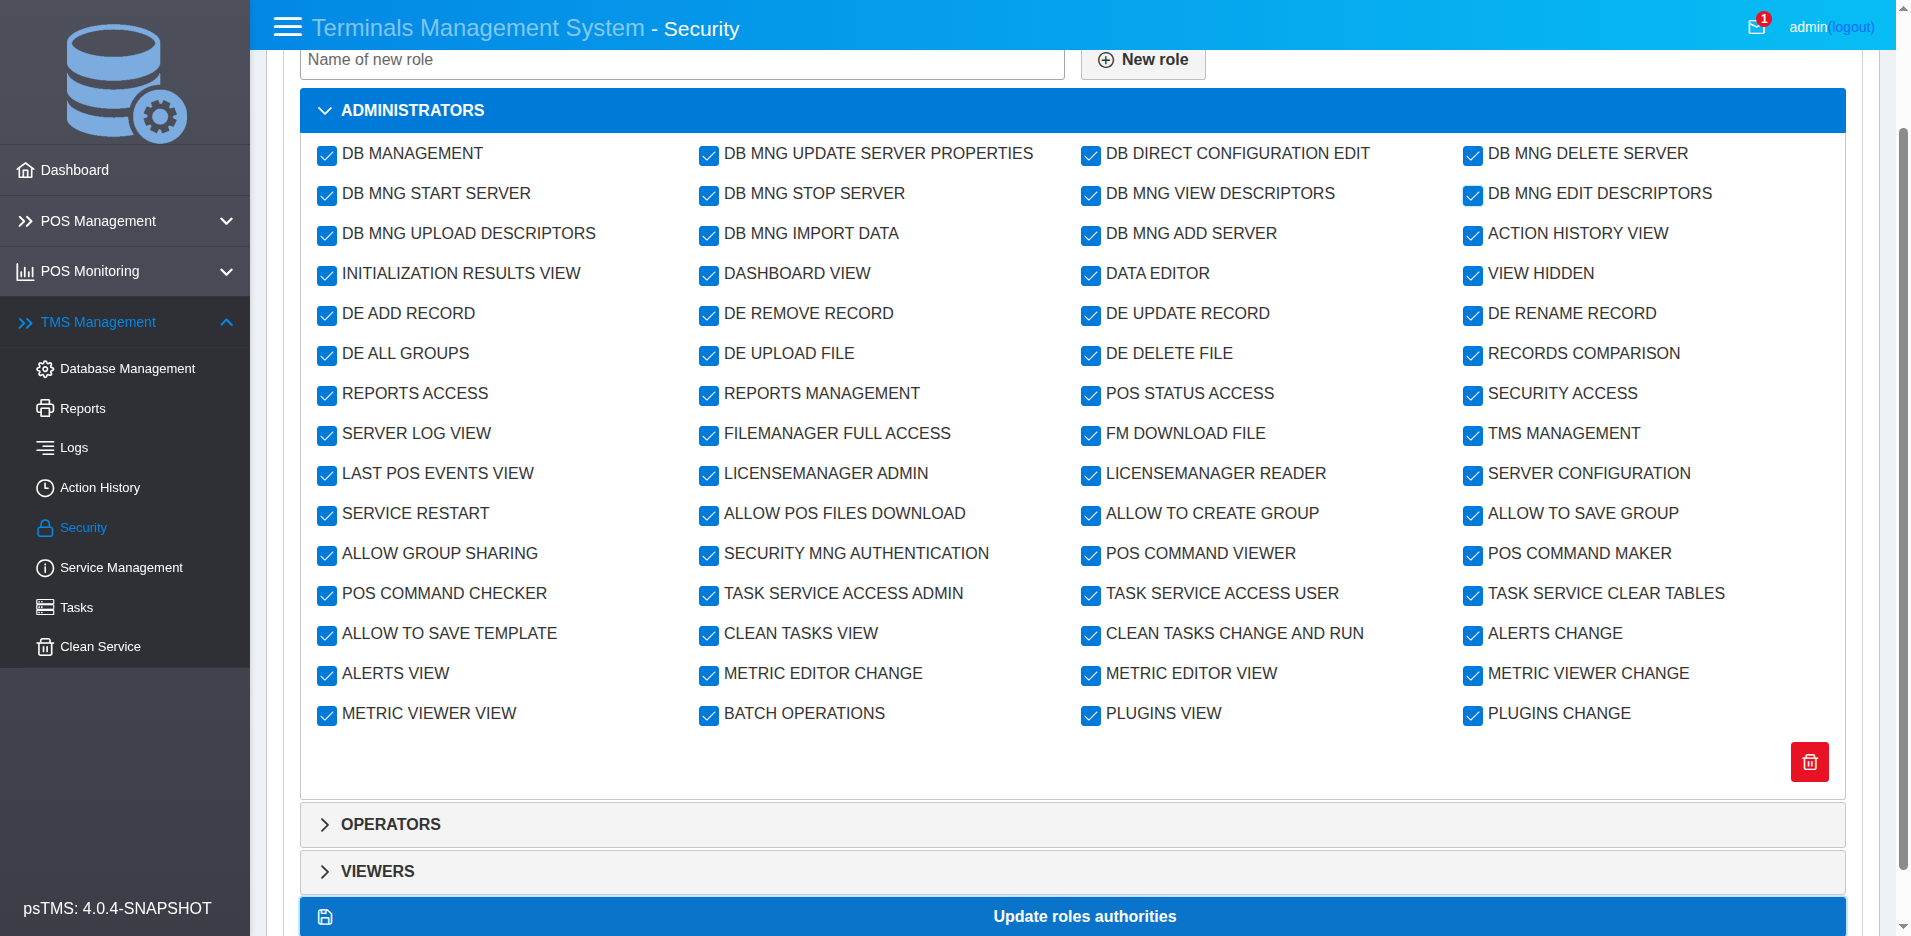 Terminals Management System - Security
1
admin(logout)
Dashboard
POS Management
POS Monitoring
TMS Management
Database Management
Reports
Logs
Action History
Security
Service Management
Tasks
Clean Service
psTMS: 4.0.4-SNAPSHOT
Name of new role
New role
ADMINISTRATORS
DB MANAGEMENT DB MNG UPDATE SERVER PROPERTIES DB DIRECT CONFIGURATION EDIT DB MNG DELETE SERVER
DB MNG START SERVER DB MNG STOP SERVER DB MNG VIEW DESCRIPTORS DB MNG EDIT DESCRIPTORS
DB MNG UPLOAD DESCRIPTORS DB MNG IMPORT DATA DB MNG ADD SERVER ACTION HISTORY VIEW
INITIALIZATION RESULTS VIEW DASHBOARD VIEW DATA EDITOR VIEW HIDDEN
DE ADD RECORD DE REMOVE RECORD DE UPDATE RECORD DE RENAME RECORD
DE ALL GROUPS DE UPLOAD FILE DE DELETE FILE RECORDS COMPARISON
REPORTS ACCESS REPORTS MANAGEMENT POS STATUS ACCESS SECURITY ACCESS
SERVER LOG VIEW FILEMANAGER FULL ACCESS FM DOWNLOAD FILE TMS MANAGEMENT
LAST POS EVENTS VIEW LICENSEMANAGER ADMIN LICENSEMANAGER READER SERVER CONFIGURATION
SERVICE RESTART ALLOW POS FILES DOWNLOAD ALLOW TO CREATE GROUP ALLOW TO SAVE GROUP
ALLOW GROUP SHARING SECURITY MNG AUTHENTICATION POS COMMAND VIEWER POS COMMAND MAKER
POS COMMAND CHECKER TASK SERVICE ACCESS ADMIN TASK SERVICE ACCESS USER TASK SERVICE CLEAR TABLES
ALLOW TO SAVE TEMPLATE CLEAN TASKS VIEW CLEAN TASKS CHANGE AND RUN ALERTS CHANGE
ALERTS VIEW METRIC EDITOR CHANGE METRIC EDITOR VIEW METRIC VIEWER CHANGE
METRIC VIEWER VIEW BATCH OPERATIONS PLUGINS VIEW PLUGINS CHANGE
OPERATORS
VIEWERS
Update roles authorities